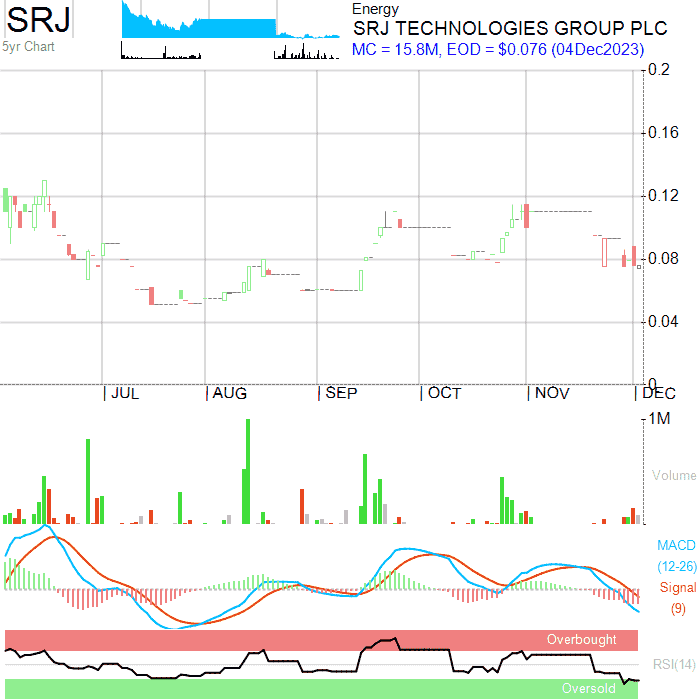 SRJ
5yr Chart
Energy
SRJ TECHNOLOGIES GROUP PLC
MC = 15.8M, EOD = $0.076 (04Dec2023)
0.2
0.16
0.12
0.08
0.04
0
JUL AUG SEP OCT NOV DEC
1M
Volume
MACD
(12-26)
Signal
(9)
Overbought
RSI(14)
Oversold